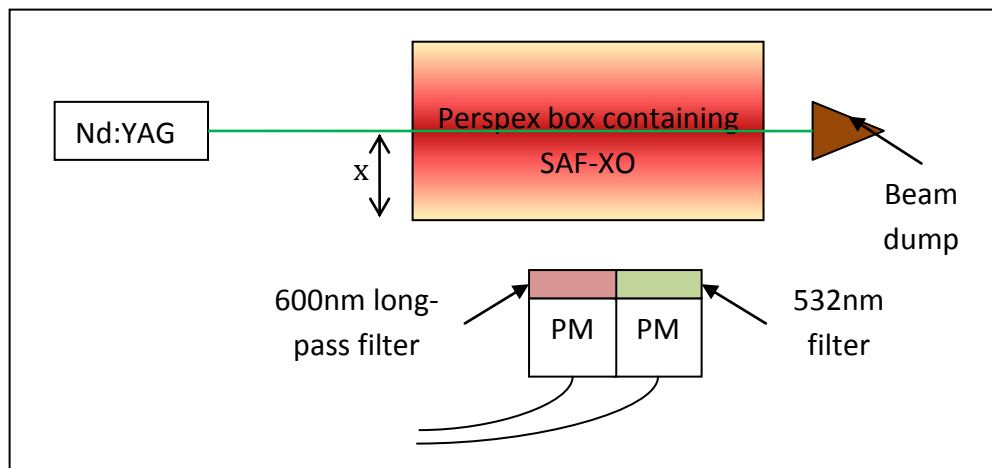 Nd:YAG
Perspex box containing
SAF-XO
x
Beam
dump
600nm long-
pass filter
PM
PM
532nm
filter